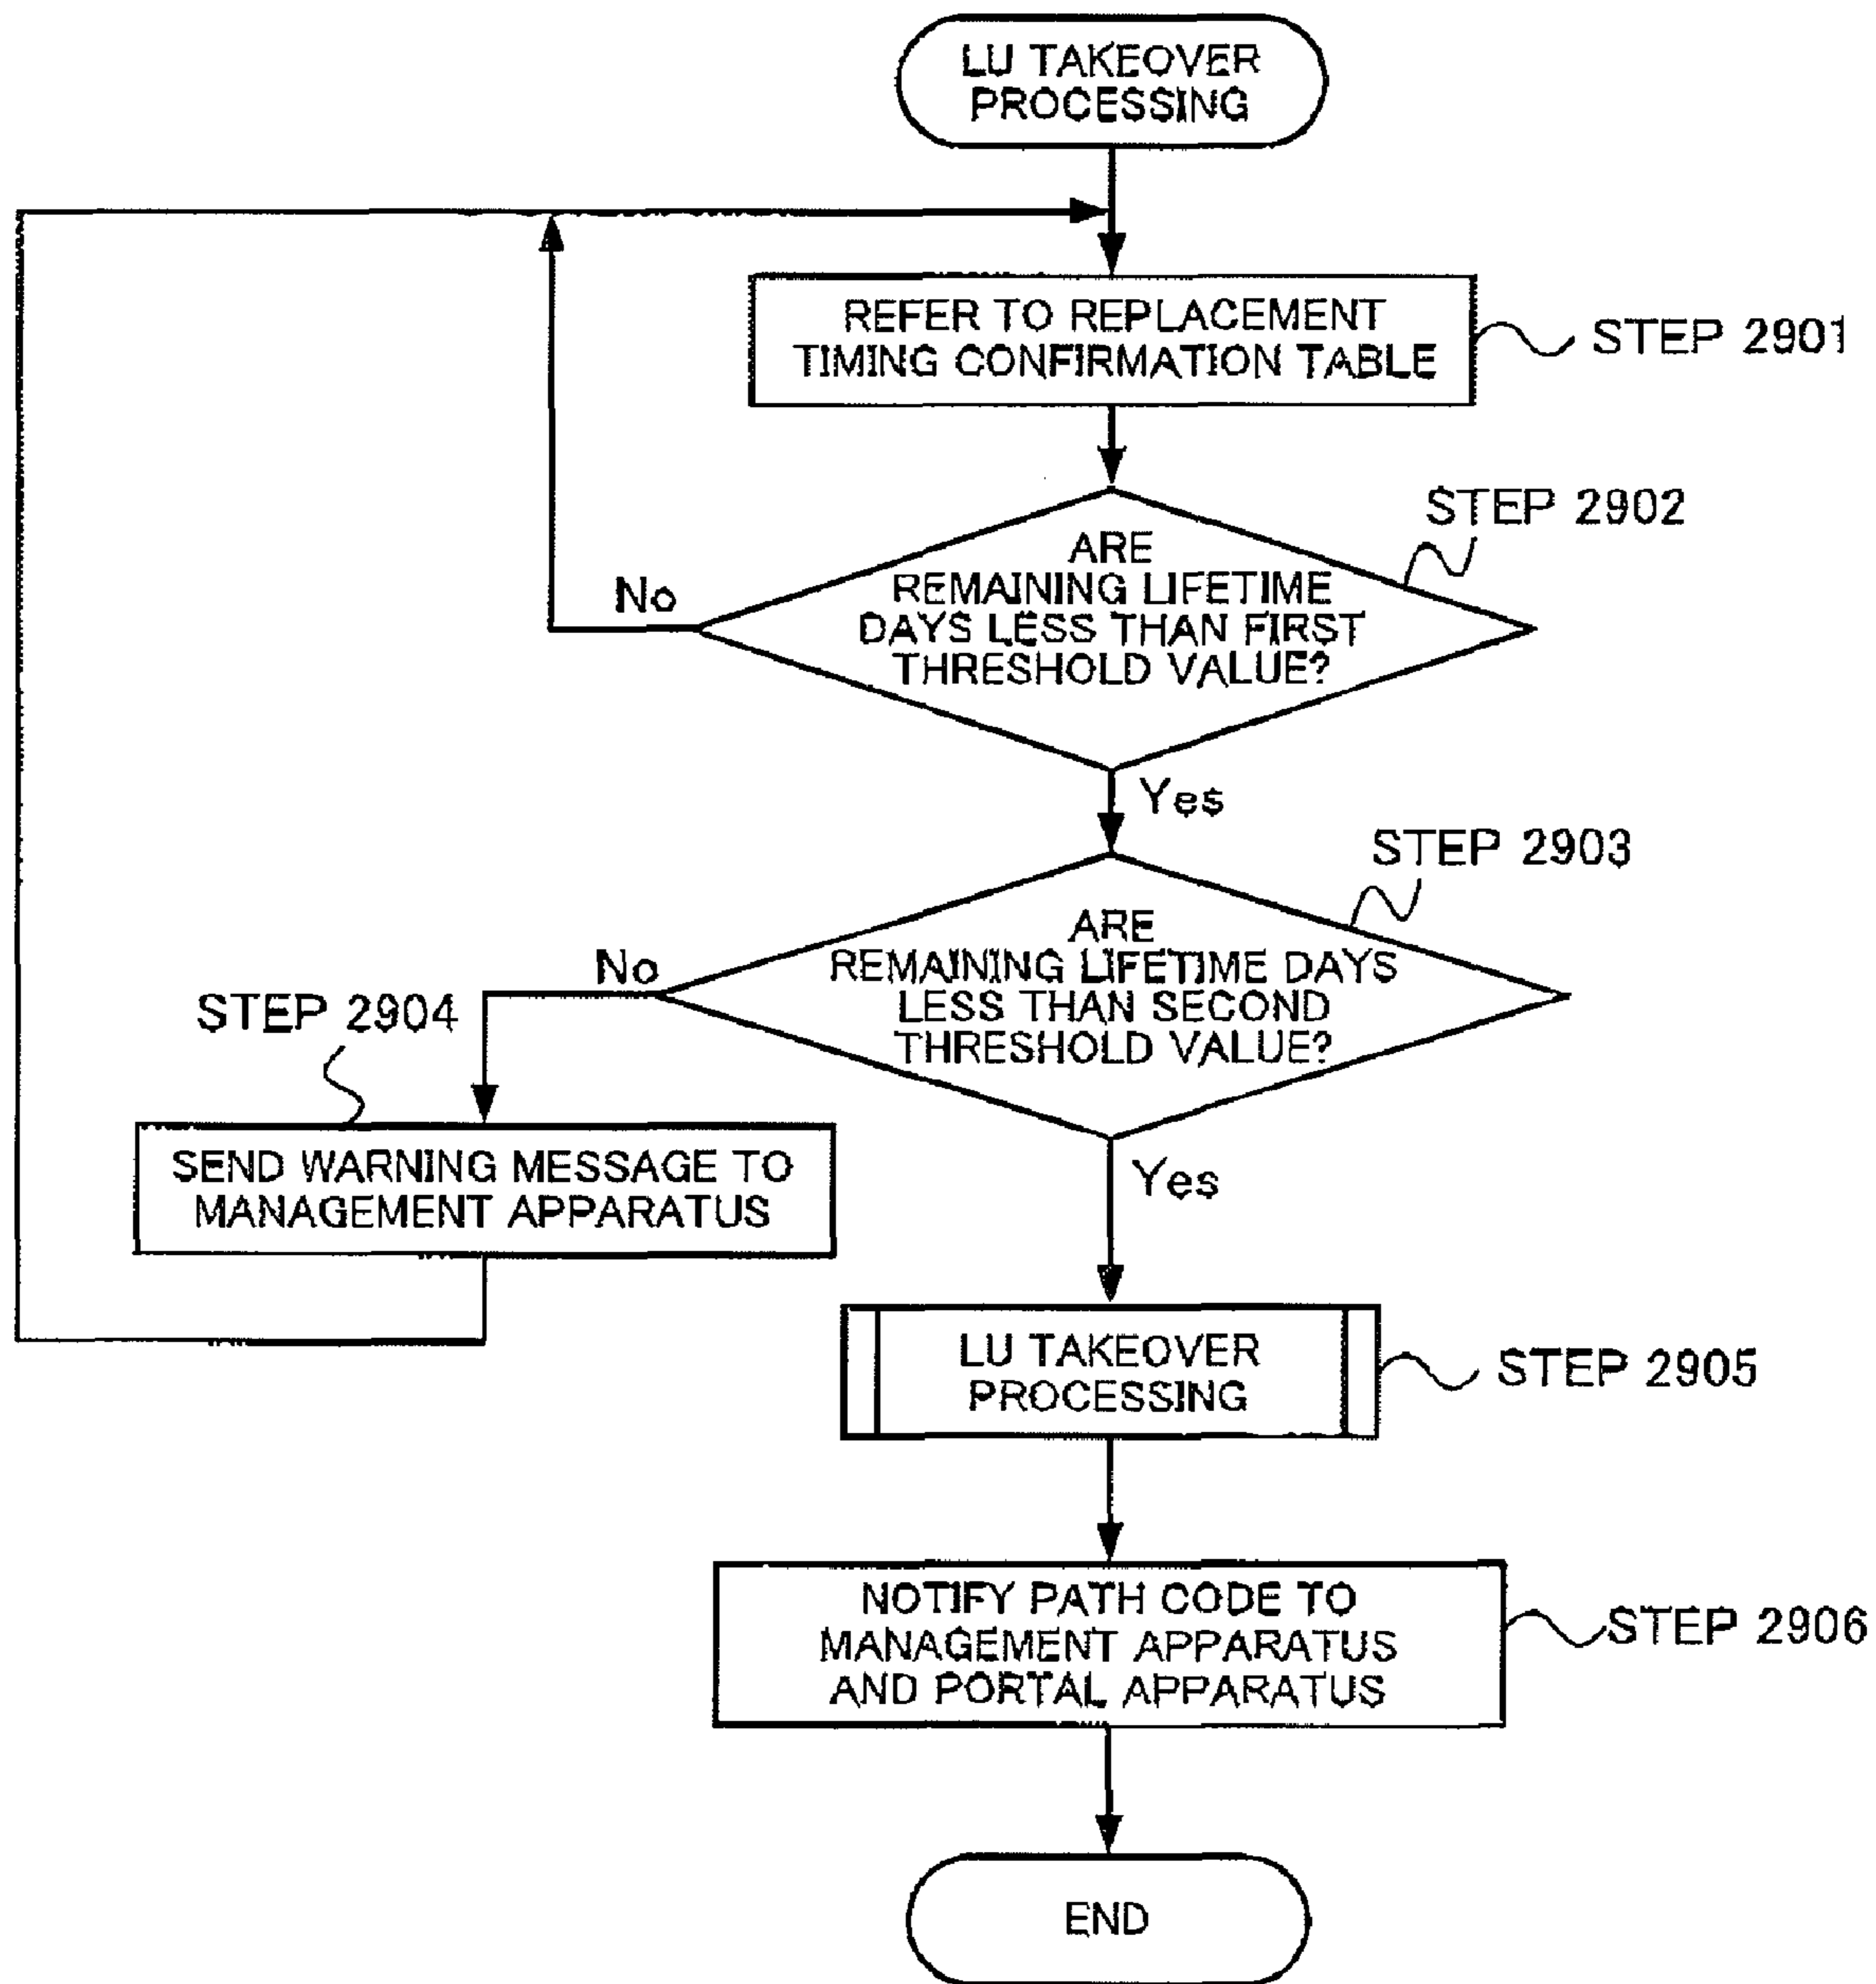 LU TAKEOVER
PROCESSING
REFER TO REPLACEMENT
TIMING CONFIRMATION TABLE
STEP 2901
STEP 2902
ARE
REMAINING LIFETIME
DAYS LESS THAN FIRST
THRESHOLD VALUE?
No
Yes
STEP 2903
ARE
REMAINING LIFETIME DAYS
LESS THAN SECOND
THRESHOLD VALUE?
No
STEP 2904
SEND WARNING MESSAGE TO
MANAGEMENT APPARATUS
Yes
LU TAKEOVER
PROCESSING
STEP 2905
NOTIFY PATH CODE TO
MANAGEMENT APPARATUS
AND PORTAL APPARATUS
STEP 2906
END